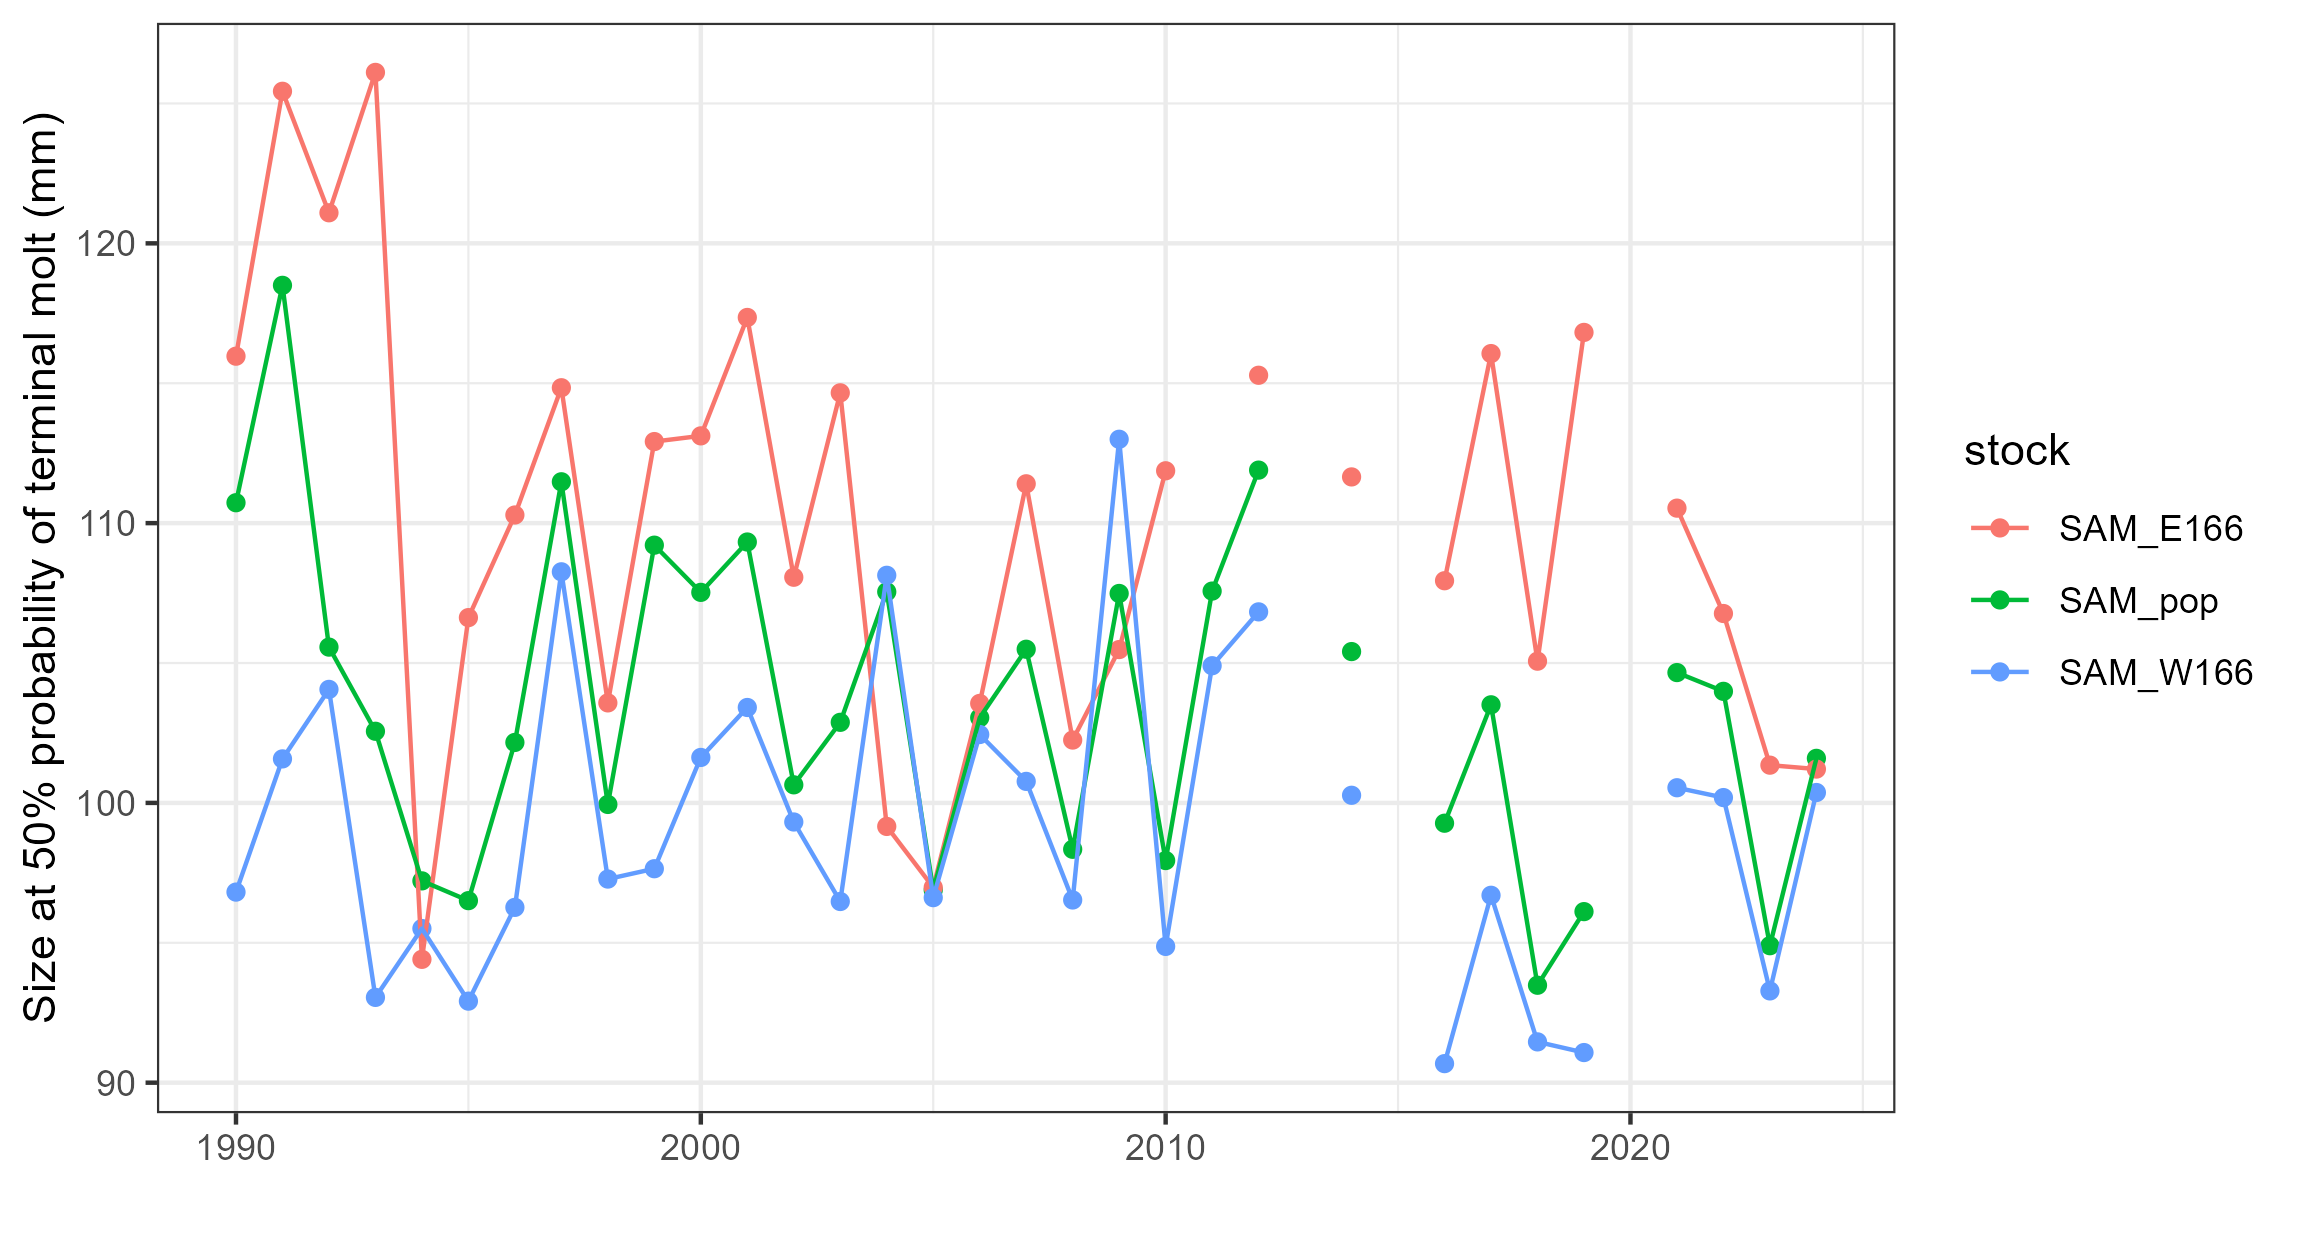 Size at 50% probability of terminal molt (mm)
120
110
100
90
1990
2000
2010
2020
stock
SAM_E166
SAM_pop
SAM_W166